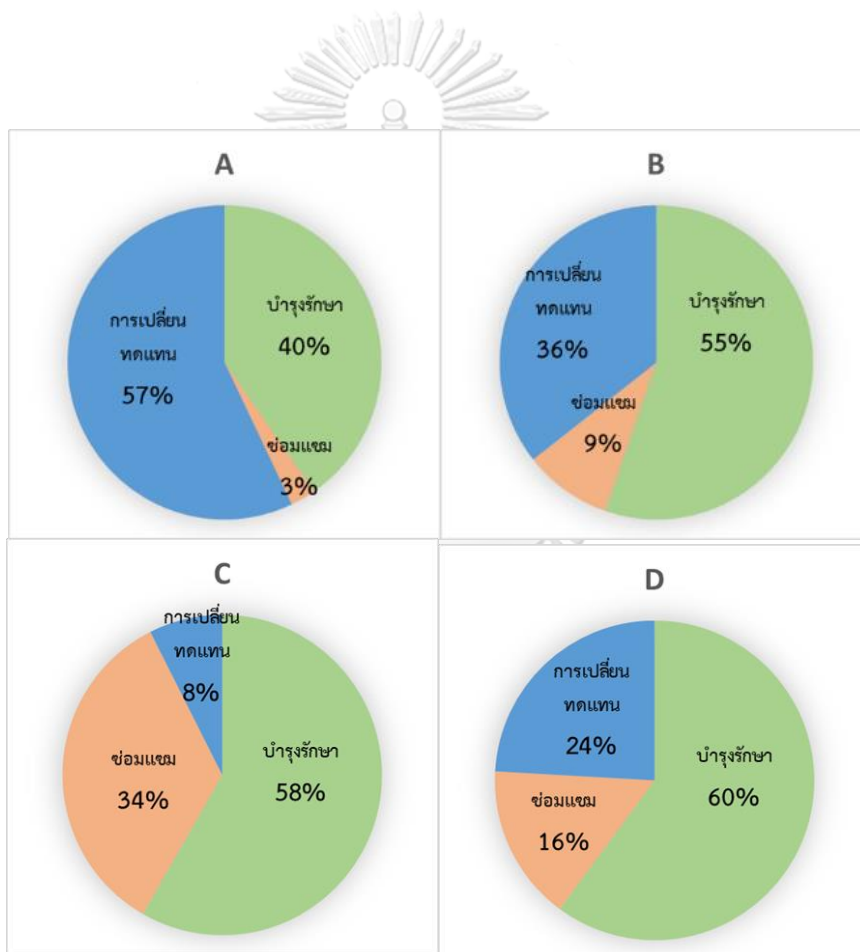 A
การเปลี่ยน
ทดแทน
57%
บำรุงรักษา
40%
ซ่อมแซม
3%
B
การเปลี่ยน
ทดแทน
36%
บำรุงรักษา
55%
ซ่อมแซม
9%
C
การเปลี่ยน
ทดแทน
8%
ซ่อมแซม
34%
บำรุงรักษา
58%
D
การเปลี่ยน
ทดแทน
24%
บำรุงรักษา
60%
ซ่อมแซม
16%